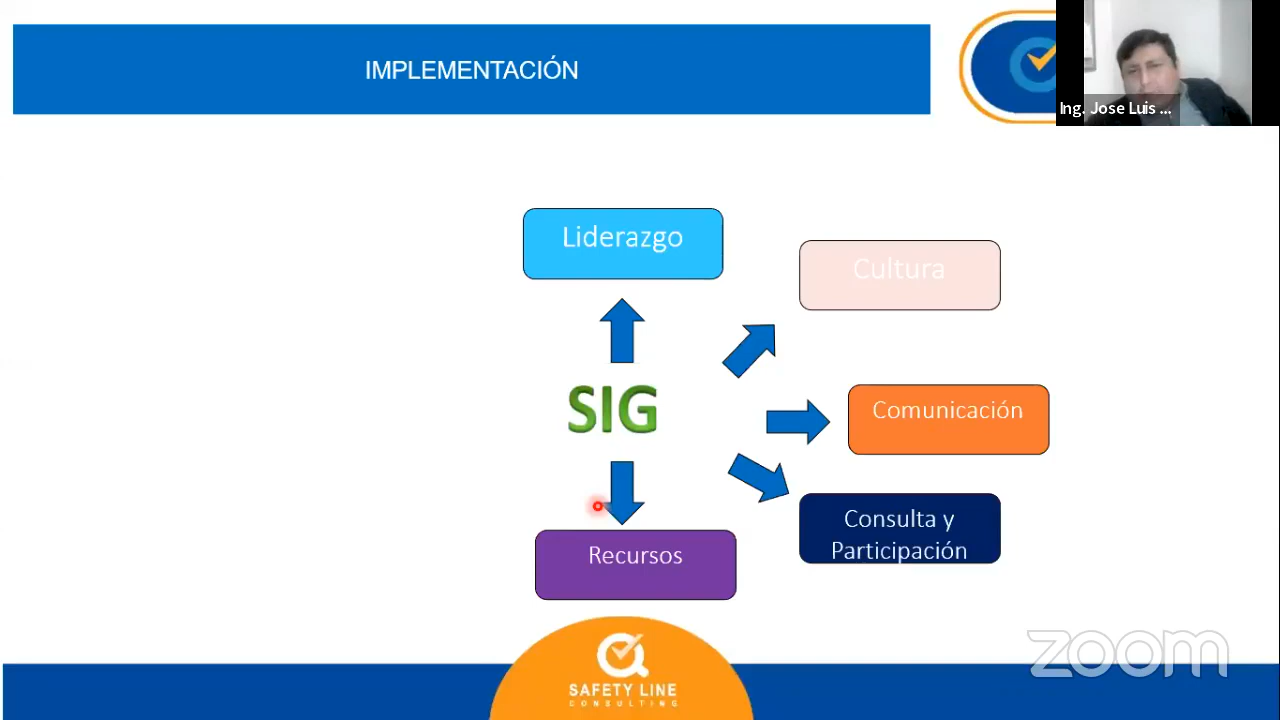 IMPLEMENTACIÓN
Ing. Jose Luis ...
Liderazgo
Cultura
SIG
Comunicación
Consulta y
Participación
Recursos
SAFETY LINE
CONSULTING
zoom